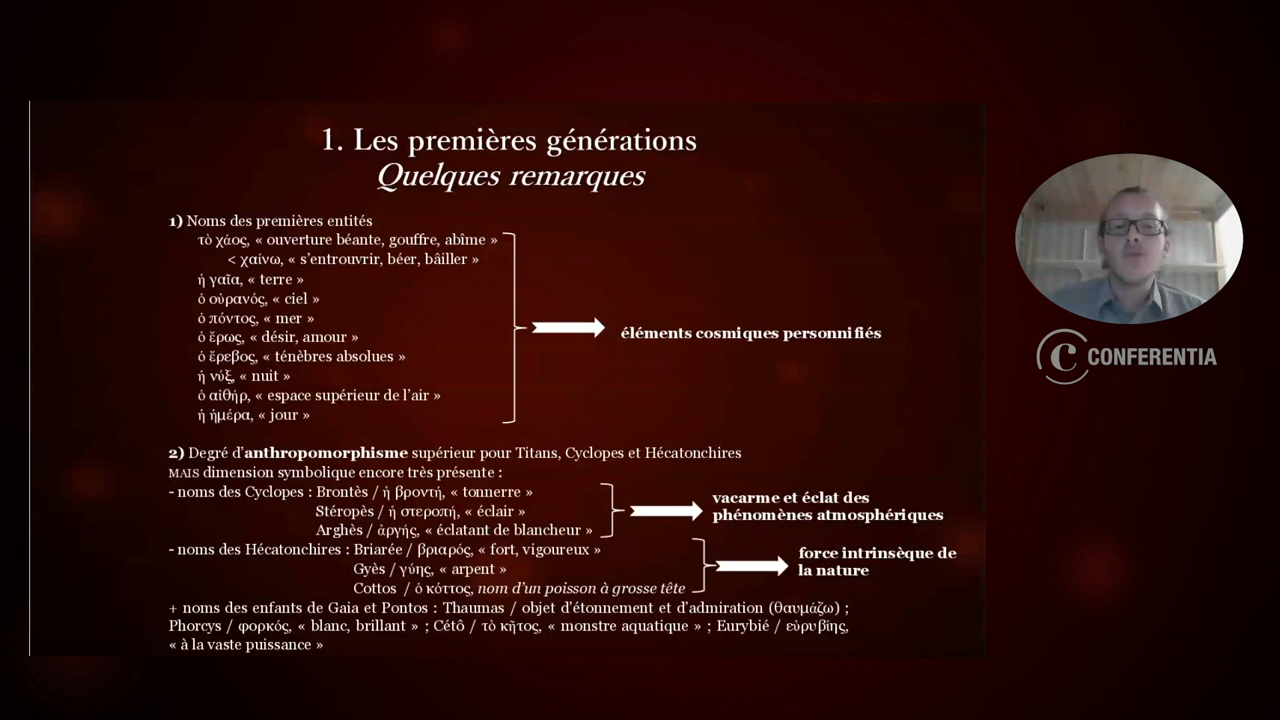 1. Les premières générations
Quelques remarques
1) Noms des premières entités
τὸ χάος, « ouverture béante, gouffre, abîme »
< χαίνω, « s'entrouvrir, béer, bâiller »
ἡ γαῖα, « terre »
ὁ οὐρανός, « ciel »
ὁ πόντος, « mer »
ὁ ἔρως, « désir, amour »
ὁ ἔρεβος, « ténèbres absolues »
ἡ νύξ, « nuit »
ὁ αἰθήρ, « espace supérieur de l'air »
ἡ ἡμέρα, « jour »
éléments cosmiques personnifiés
2) Degré d'anthropomorphisme supérieur pour Titans, Cyclopes et Hécatonchires
MAIS dimension symbolique encore très présente :
- noms des Cyclopes : Brontès / ἡ βροντή, « tonnerre »
Stéropès / ἡ στεροπή, « éclair »
Arghès / ἀργής, « éclatant de blancheur »
vacarme et éclat des
phénomènes atmosphériques
- noms des Hécatonchires : Briarée / βριαρός, « fort, vigoureux »
Gyès / γύης, « arpent »
Cottos / ὁ κόττος, nom d'un poisson à grosse tête
force intrinsèque de
la nature
+ noms des enfants de Gaia et Pontos : Thaumas / objet d'étonnement et d'admiration (θαυμάζω) ;
Phorcys / φορκός, « blanc, brillant » ; Cétô / τὸ κῆτος, « monstre aquatique » ; Eurybié / εὐρυβίης,
« à la vaste puissance »
C CONFERENTIA